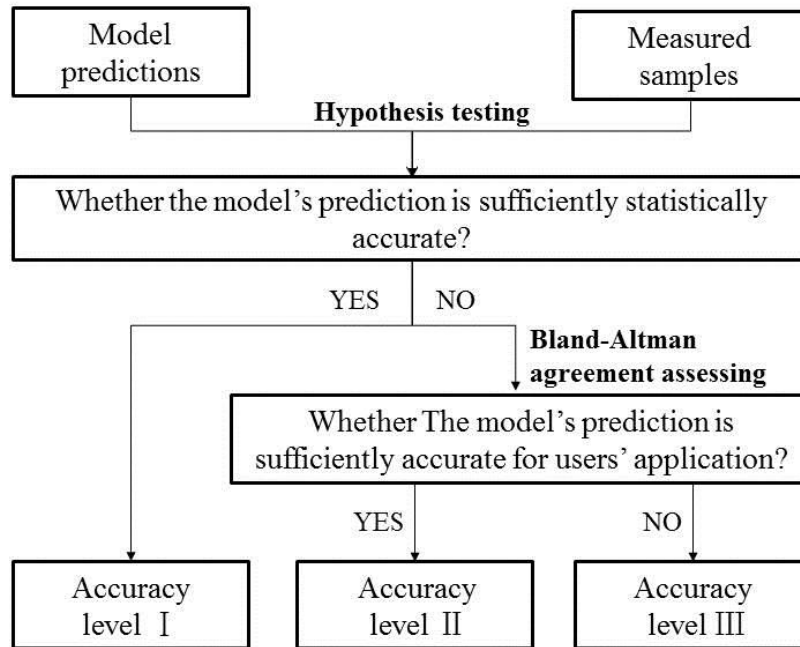 Model
predictions
Measured
samples
Hypothesis testing
Whether the model's prediction is sufficiently statistically
accurate?
YES
NO
Bland-Altman
agreement assessing
Whether The model's prediction is
sufficiently accurate for users' application?
YES
NO
Accuracy
level Ⅰ
Accuracy
level Ⅱ
Accuracy
level Ⅲ